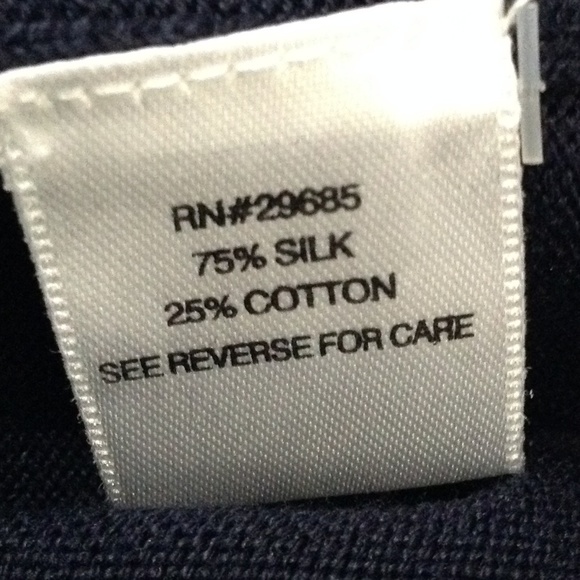 RN#29685
75% SILK
25% COTTON
SEE REVERSE FOR CARE